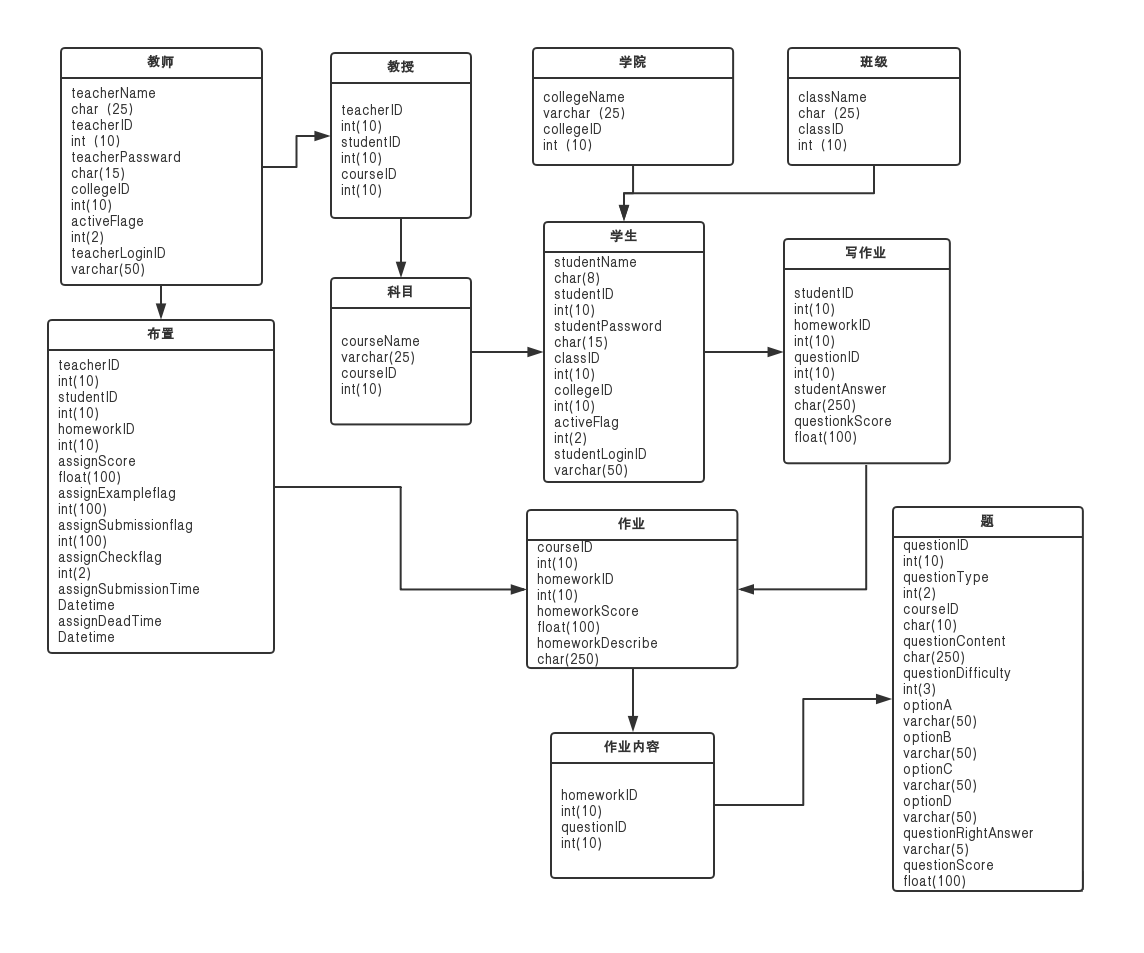 教师
teacherName
char (25)
teacherID
int (10)
teacherPassward
char(15)
collegeID
int(10)
activeFlage
int(2)
teacherLoginID
varchar(50)
教授
teacherID
int(10)
studentID
int(10)
courseID
int(10)
学院
collegeName
varchar (25)
collegeID
int (10)
班级
className
char (25)
classID
int (10)
科目
courseName
varchar(25)
courseID
int(10)
学生
studentName
char(8)
studentID
int(10)
studentPassword
char(15)
classID
int(10)
collegeID
int(10)
activeFlag
int(2)
studentLoginID
varchar(50)
写作业
studentID
int(10)
homeworkID
int(10)
questionID
int(10)
studentAnswer
char(250)
questionkScore
float(100)
布置
teacherID
int(10)
studentID
int(10)
homeworkID
int(10)
assignScore
float(100)
assignExampleflag
int(100)
assignSubmissionflag
int(100)
assignCheckflag
int(2)
assignSubmissionTime
Datetime
assignDeadTime
Datetime
作业
courseID
int(10)
homeworkID
int(10)
homeworkScore
float(100)
homeworkDescribe
char(250)
题
questionID
int(10)
questionType
int(2)
courseID
char(10)
questionContent
char(250)
questionDifficulty
int(3)
optionA
varchar(50)
optionB
varchar(50)
optionC
varchar(50)
optionD
varchar(50)
questionRightAnswer
varchar(5)
questionScore
float(100)
作业内容
homeworkID
int(10)
questionID
int(10)